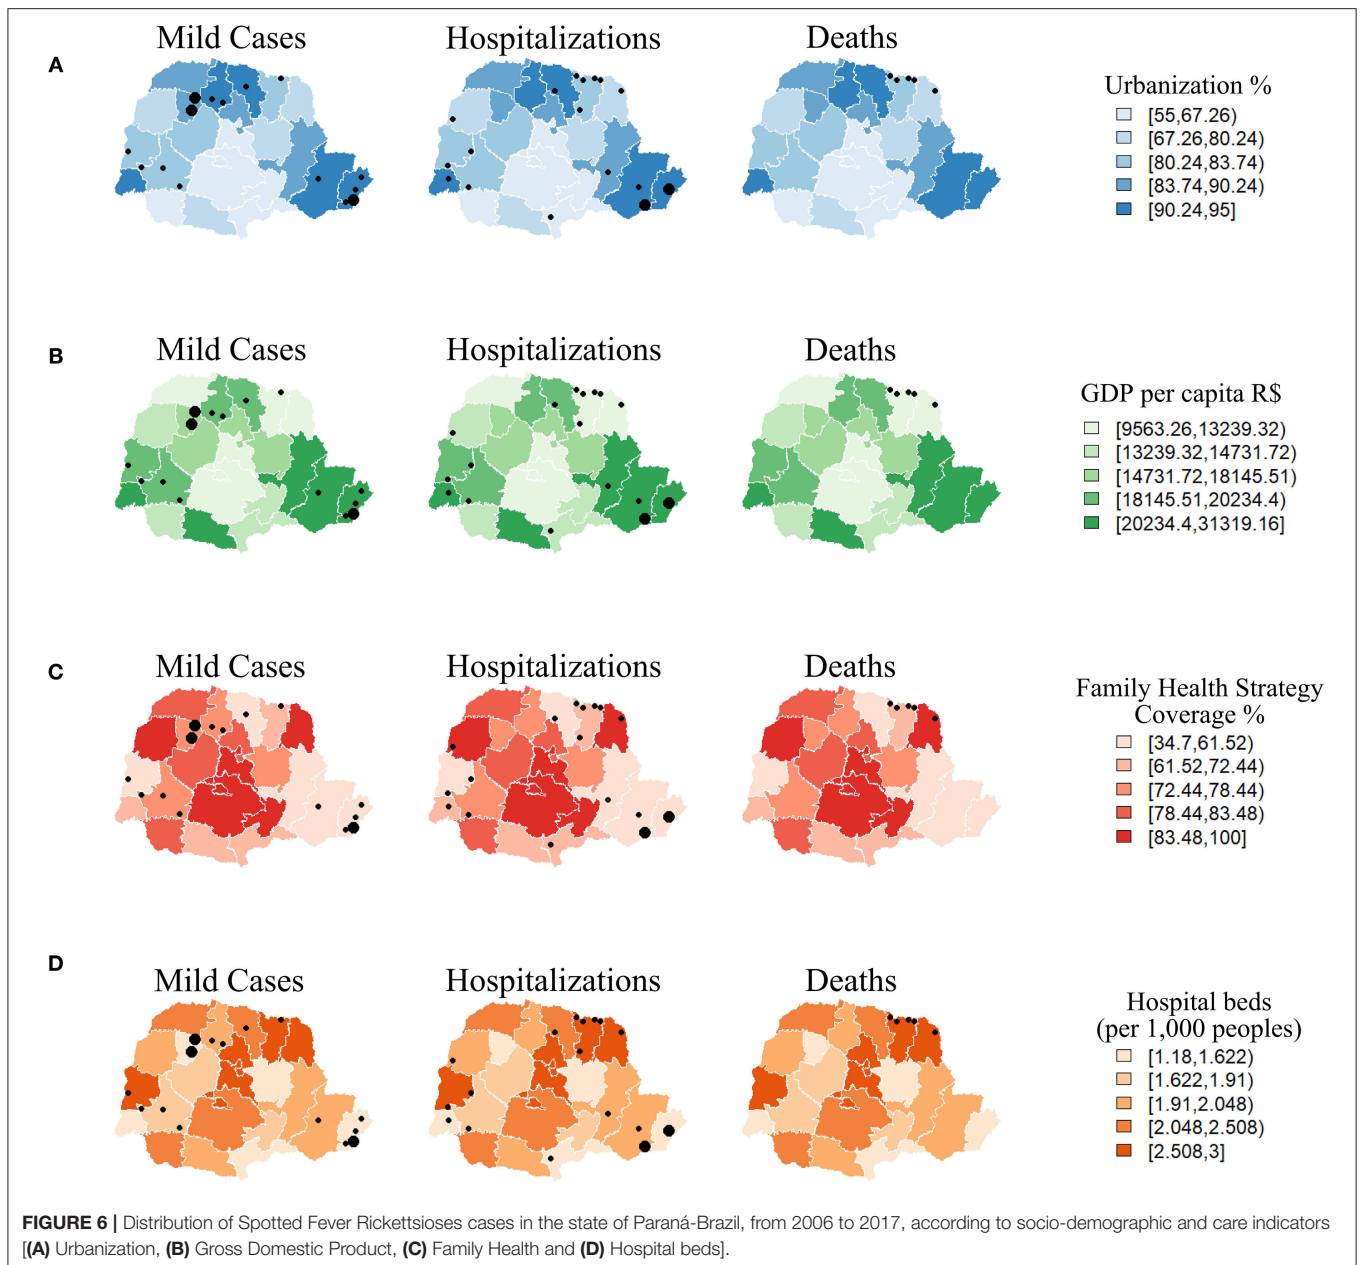 A
Mild Cases
Hospitalizations
Deaths
Urbanization %
[55,67.26)
[67.26,80.24)
[80.24,83.74)
[83.74,90.24)
[90.24,95]
B
Mild Cases
Hospitalizations
Deaths
GDP per capita R$
[9563.26,13239.32)
[13239.32,14731.72)
[14731.72,18145.51)
[18145.51,20234.4)
[20234.4,31319.16]
C
Mild Cases
Hospitalizations
Deaths
Family Health Strategy
Coverage %
[34.7,61.52)
[61.52,72.44)
[72.44,78.44)
[78.44,83.48)
[83.48,100]
D
Mild Cases
Hospitalizations
Deaths
Hospital beds
(per 1,000 peoples)
[1.18,1.622)
[1.622,1.91)
[1.91,2.048)
[2.048,2.508)
[2.508,3]
FIGURE 6 | Distribution of Spotted Fever Rickettsioses cases in the state of Paraná-Brazil, from 2006 to 2017, according to socio-demographic and care indicators
[(A) Urbanization, (B) Gross Domestic Product, (C) Family Health and (D) Hospital beds].